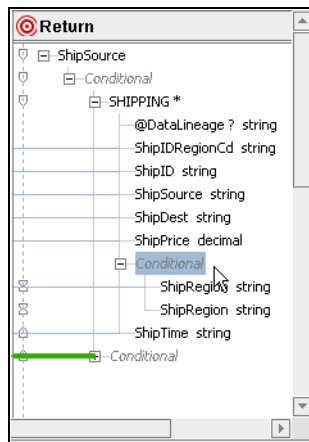 Return
ShipSource
Conditional
SHIPPING *
@DataLineage ? string
ShipIDRegionCd string
ShipID string
ShipSource string
ShipDest string
ShipPrice decimal
Conditional
ShipRegion string
ShipRegion string
ShipTime string
Conditional